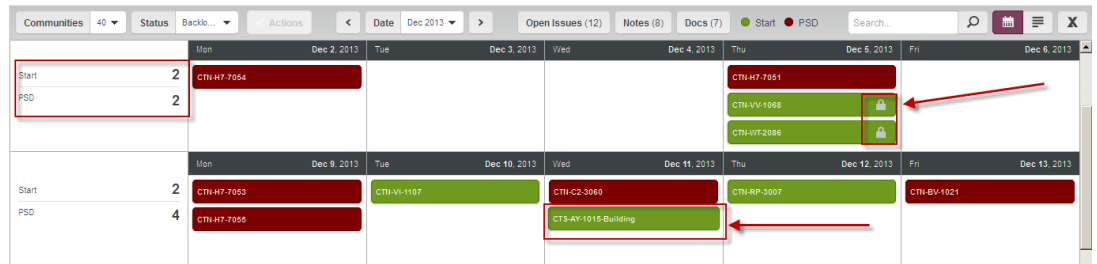 Communities 40 Status Backlo... Actions < Date Dec 2013 > Open Issues (12) Notes (8) Docs (7) Start PSD Search... X
Mon Dec 2, 2013 Tue Dec 3, 2013 Wed Dec 4, 2013 Thu Dec 5, 2013 Fri Dec 6, 2013
Start 2 CTN-H7-7054 CTN-H7-7051
PSD 2 CTN-VV-1068
CTN-WT-2086
Mon Dec 9, 2013 Tue Dec 10, 2013 Wed Dec 11, 2013 Thu Dec 12, 2013 Fri Dec 13, 2013
Start 2 CTN-H7-7053 CTN-VI-1107 CTN-C2-3060 CTN-RP-3007 CTN-BV-1021
PSD 4 CTN-H7-7055 CTS-AY-1015-Building